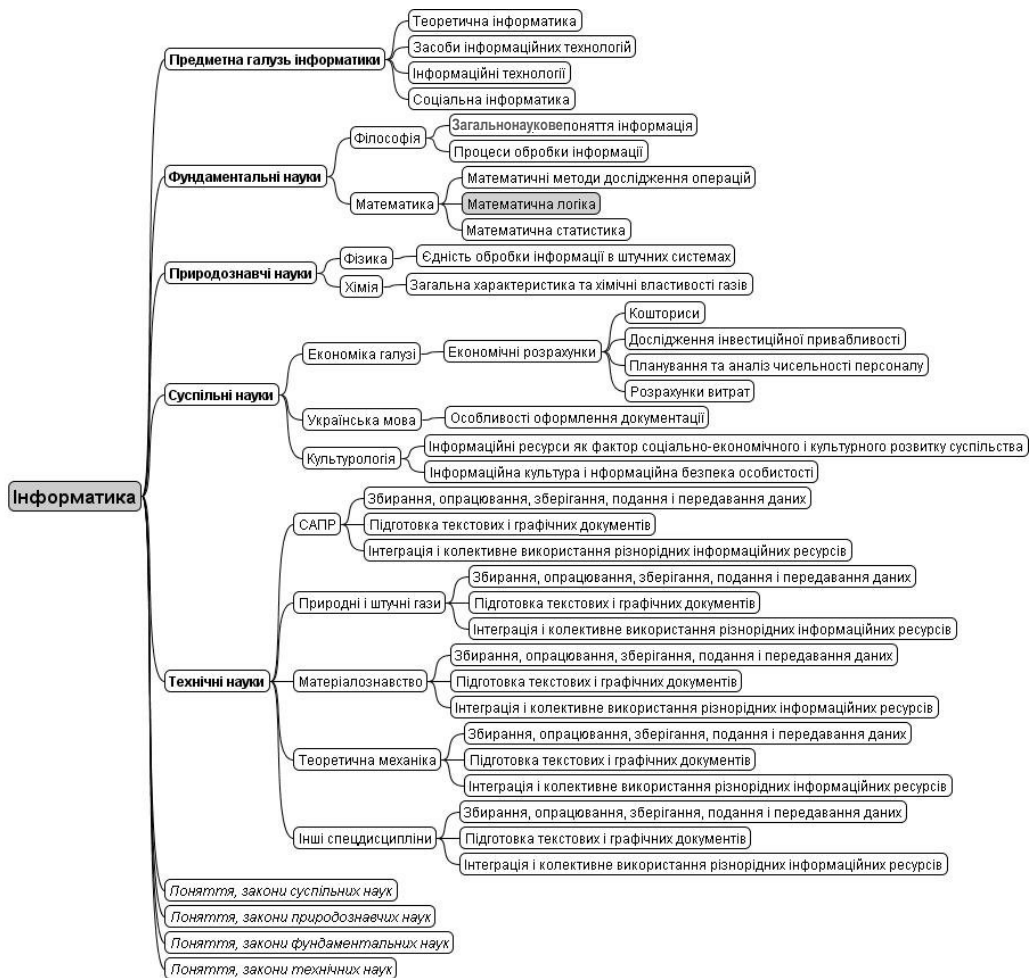 Теоретична інформатика
Засоби інформаційних технологій
Предметна галузь інформатики
Інформаційні технології
Соціальна інформатика
Загальнонауковепоняття інформація
Філософія
Процеси обробки інформації
Фундаментальні науки
Математичні методи дослідження операцій
Математика
Математична логіка
Математична статистика
Фізика
Єдність обробки інформації в штучних системах
Природознавчі науки
Хімія
Загальна характеристика та хімічні властивості газів
Кошториси
Дослідження інвестиційної привабливості
Економіка галузі
Економічні розрахунки
Планування та аналіз чисельності персоналу
Розрахунки витрат
Суспільні науки
Українська мова
Особливості оформлення документації
Інформаційні ресурси як фактор соціально-економічного і культурного розвитку суспільства
Культурологія
Інформаційна культура і нформаційна безпека особистості
Інформатика
Збирання, опрацювання, зберігання, подання і передавання даних
САПР
Підготовка текстових і графічних документів
Інтеграція і колективне використання різнорідних інформаційних ресурсів
Збирання, опрацювання, зберігання, подання і передавання даних
Природні і штучні гази
Підготовка текстових і графічних документів
Інтеграція і колективне використання різнорідних інформаційних ресурсів
Збирання, опрацювання, зберігання, подання і передавання даних
Технічні науки
Матеріалознавство
Підготовка текстових і графічних документів
Інтеграція і колективне використання різнорідних інформаційних ресурсів
Збирання, опрацювання, зберігання, подання і передавання даних
Теоретична механіка
Підготовка текстових і графічних документів
Інтеграція і колективне використання різнорідних інформаційних ресурсів
Збирання, опрацювання, зберігання, подання і передавання даних
Інші спецдисципліни
Підготовка текстових і графічних документів
Інтеграція і колективне використання різнорідних інформаційних ресурсів
Поняття, закони суспільних наук
Поняття, закони природознавчих наук
Поняття, закони фундаментальних наук
Поняття, закони технічних наук